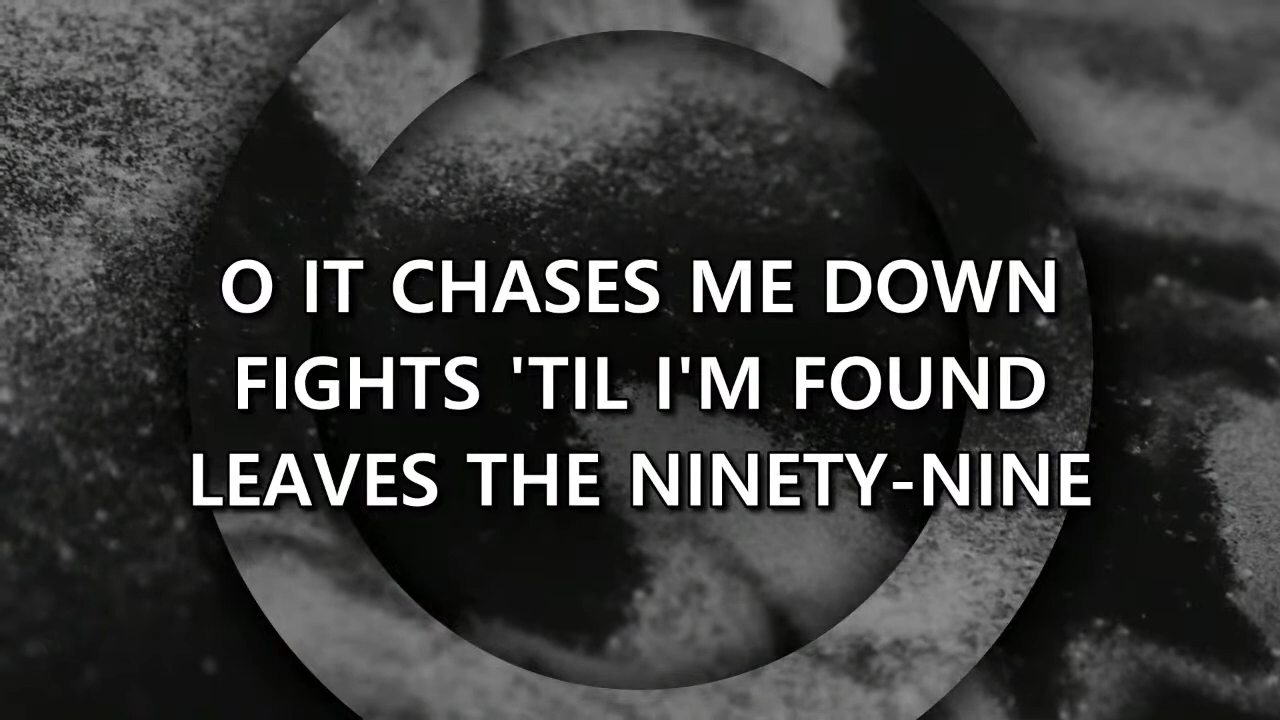 O IT CHASES ME DOWN
FIGHTS 'TIL I'M FOUND
LEAVES THE NINETY-NINE